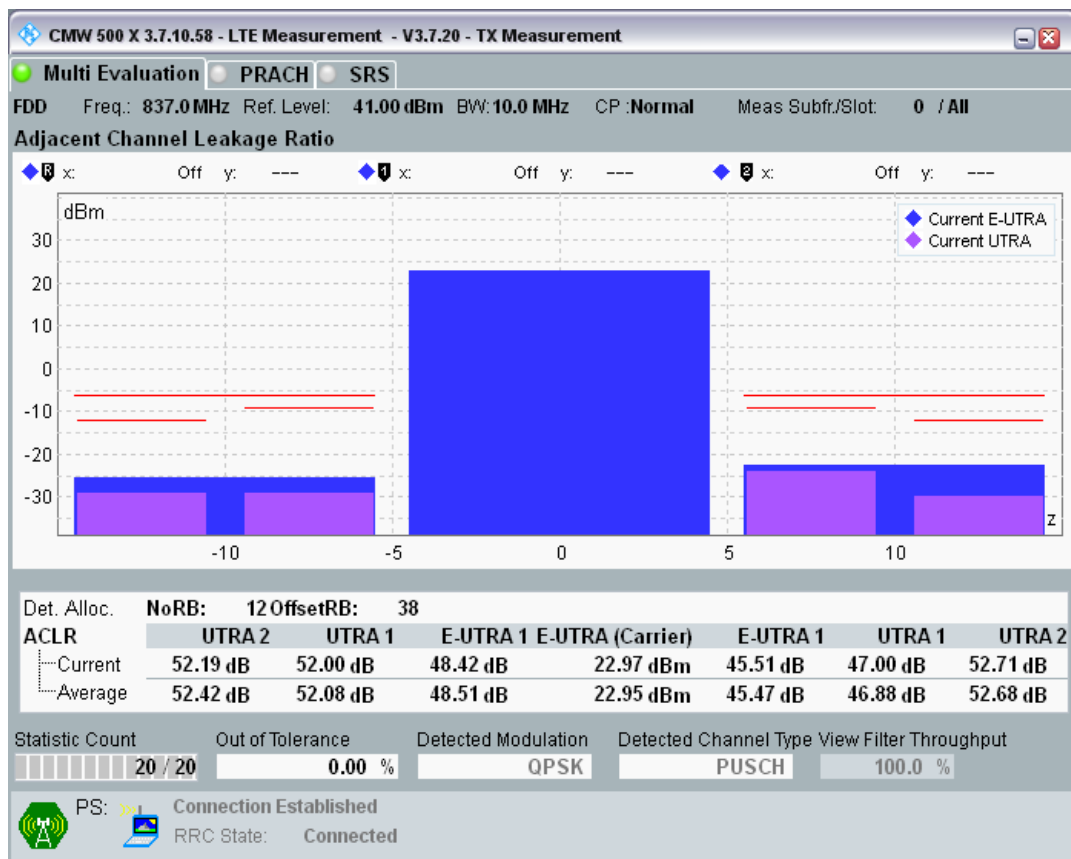 CMW 500 X 3.7.10.58 - LTE Measurement - V3.7.20 - TX Measurement
Multi Evaluation PRACH SRS
FDD Freq.: 837.0 MHz Ref. Level: 41.00 dBm BW: 10.0 MHz CP :Normal Meas Subfr./Slot: 0 / All
Adjacent Channel Leakage Ratio
R x: Off y: --- 1 x: Off y: --- 2 x: Off y: ---
dBm
Current E-UTRA
Current UTRA
30
20
10
0
-10
-20
-30
z
-10 -5 0 5 10
Det. Alloc. NoRB: 12 OffsetRB: 38
ACLR UTRA 2 UTRA 1 E-UTRA 1 E-UTRA (Carrier) E-UTRA 1 UTRA 1 UTRA 2
Current 52.19 dB 52.00 dB 48.42 dB 22.97 dBm 45.51 dB 47.00 dB 52.71 dB
Average 52.42 dB 52.08 dB 48.51 dB 22.95 dBm 45.47 dB 46.88 dB 52.68 dB
Statistic Count Out of Tolerance Detected Modulation Detected Channel Type View Filter Throughput
20 / 20 0.00 % QPSK PUSCH 100.0 %
PS: Connection Established
RRC State: Connected